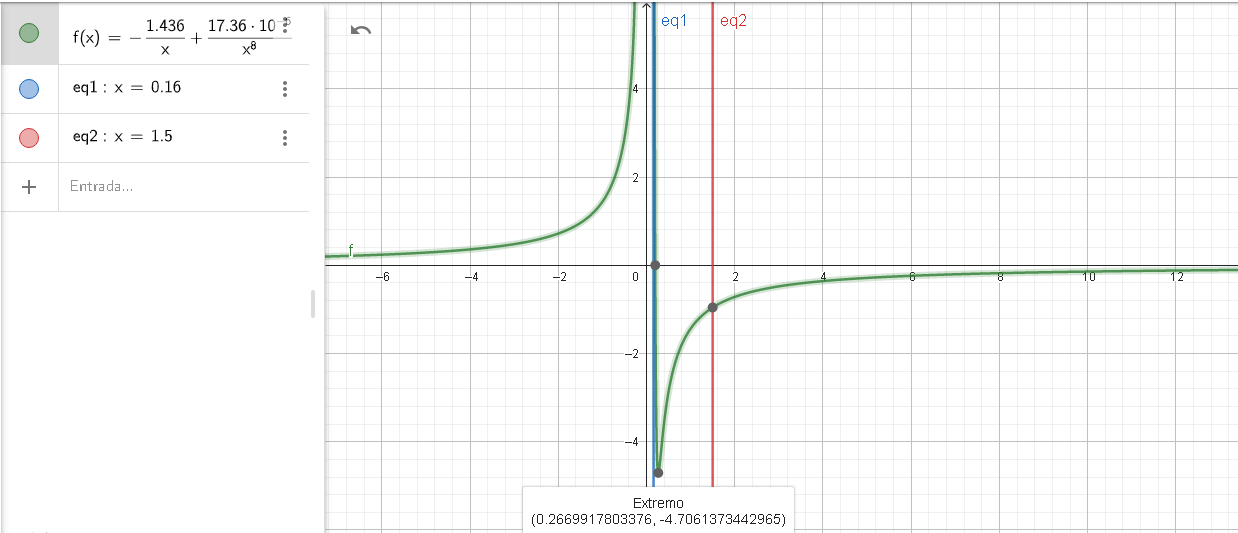 f(x) = − 1.436/x + 17.36 · 10 / x⁸
eq1 : x = 0.16
eq2 : x = 1.5
Entrada...
eq1
eq2
f
4
2
0
−2
−4
−6
−4
−2
2
4
6
8
10
12
Extremo
(0.2669917803376, -4.7061373442965)